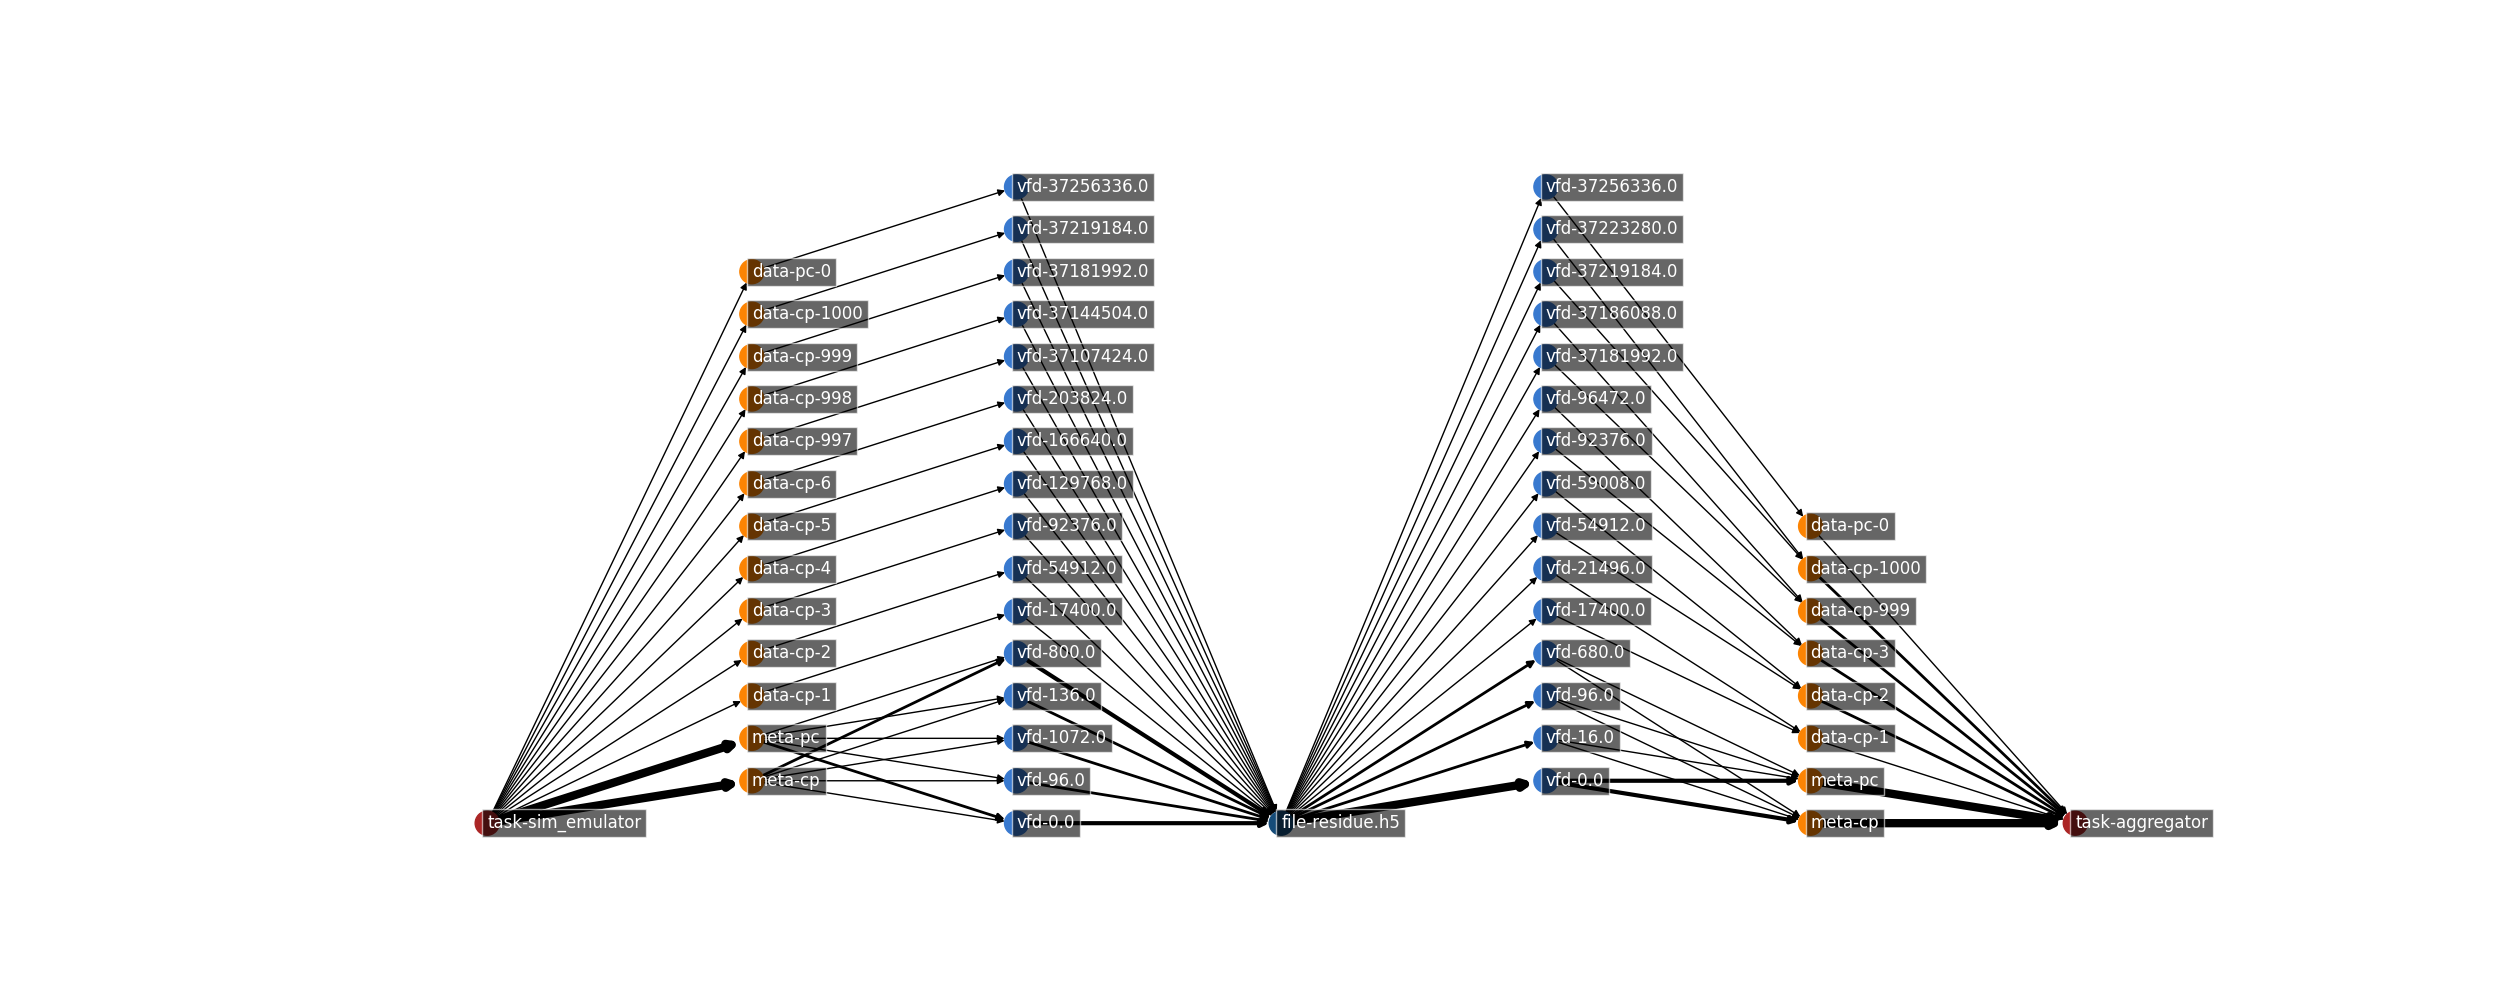 task-sim_emulator
data-pc-0
data-cp-1000
data-cp-999
data-cp-998
data-cp-997
data-cp-6
data-cp-5
data-cp-4
data-cp-3
data-cp-2
data-cp-1
meta-pc
meta-cp
vfd-37256336.0
vfd-37219184.0
vfd-37181992.0
vfd-37144504.0
vfd-37107424.0
vfd-203824.0
vfd-166640.0
vfd-129768.0
vfd-92376.0
vfd-54912.0
vfd-17400.0
vfd-800.0
vfd-136.0
vfd-1072.0
vfd-96.0
vfd-0.0
file-residue.h5
vfd-37256336.0
vfd-37223280.0
vfd-37219184.0
vfd-37186088.0
vfd-37181992.0
vfd-96472.0
vfd-92376.0
vfd-59008.0
vfd-54912.0
vfd-21496.0
vfd-17400.0
vfd-680.0
vfd-96.0
vfd-16.0
vfd-0.0
data-pc-0
data-cp-1000
data-cp-999
data-cp-3
data-cp-2
data-cp-1
meta-pc
meta-cp
task-aggregator